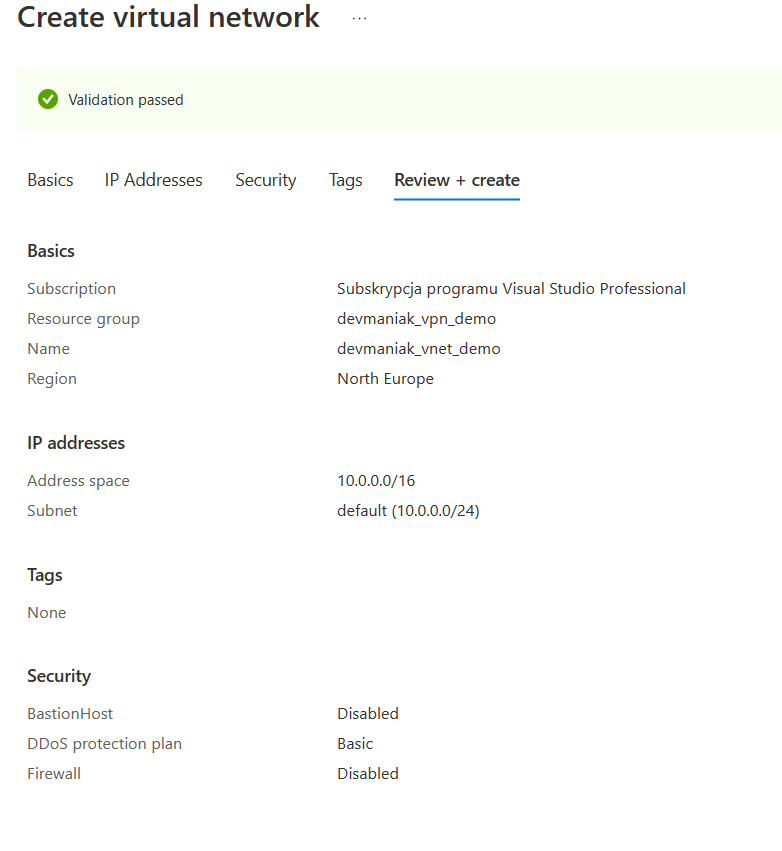 Create virtual network ...
Validation passed
Basics IP Addresses Security Tags Review + create
Basics
Subscription Subskrypcja programu Visual Studio Professional
Resource group devmaniak_vpn_demo
Name devmaniak_vnet_demo
Region North Europe
IP addresses
Address space 10.0.0.0/16
Subnet default (10.0.0.0/24)
Tags
None
Security
BastionHost Disabled
DDoS protection plan Basic
Firewall Disabled